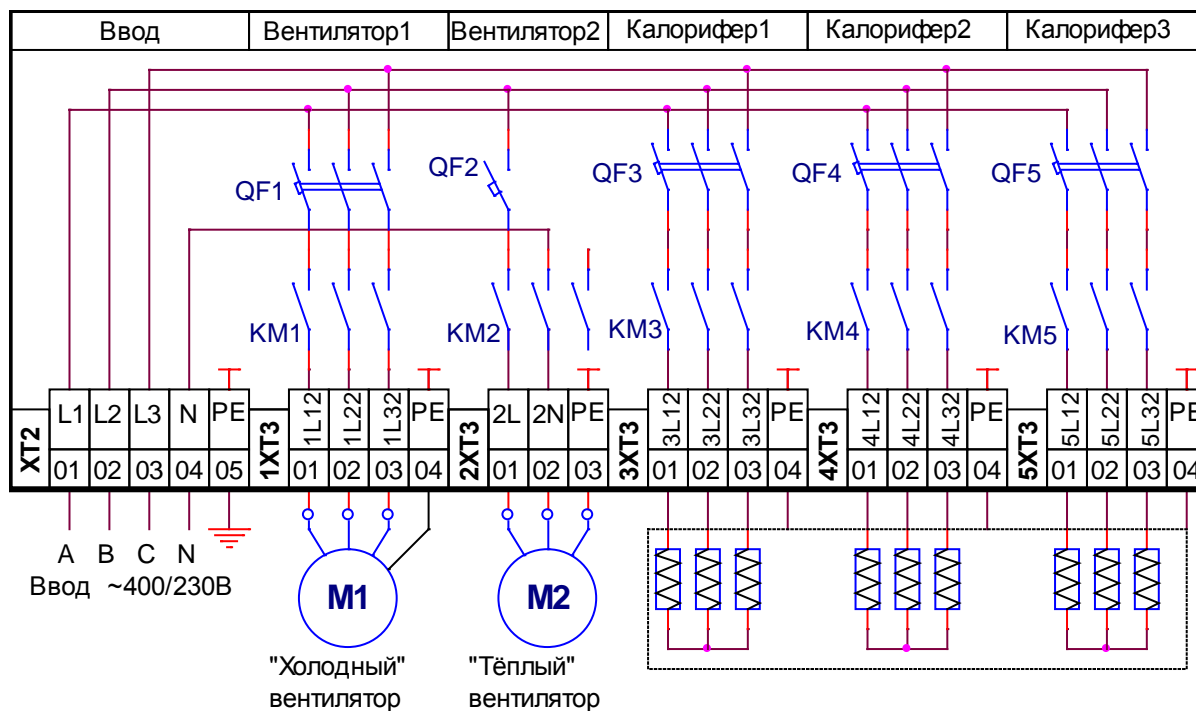 Ввод Вентилятор1 Вентилятор2 Калорифер1 Калорифер2 Калорифер3
QF1 QF2 QF3 QF4 QF5
KM1 KM2 KM3 KM4 KM5
XT2 L1 L2 L3 N PE 1XT3 1L12 1L22 1L32 PE 2XT3 2L 2N PE 3XT3 3L12 3L22 3L32 PE 4XT3 4L12 4L22 4L32 PE 5XT3 5L12 5L22 5L32 PE
01 02 03 04 05 01 02 03 04 01 02 03 01 02 03 04 01 02 03 04 01 02 03 04
A B C N
Ввод ~400/230В
M1 M2
"Холодный" "Тёплый"
вентилятор вентилятор